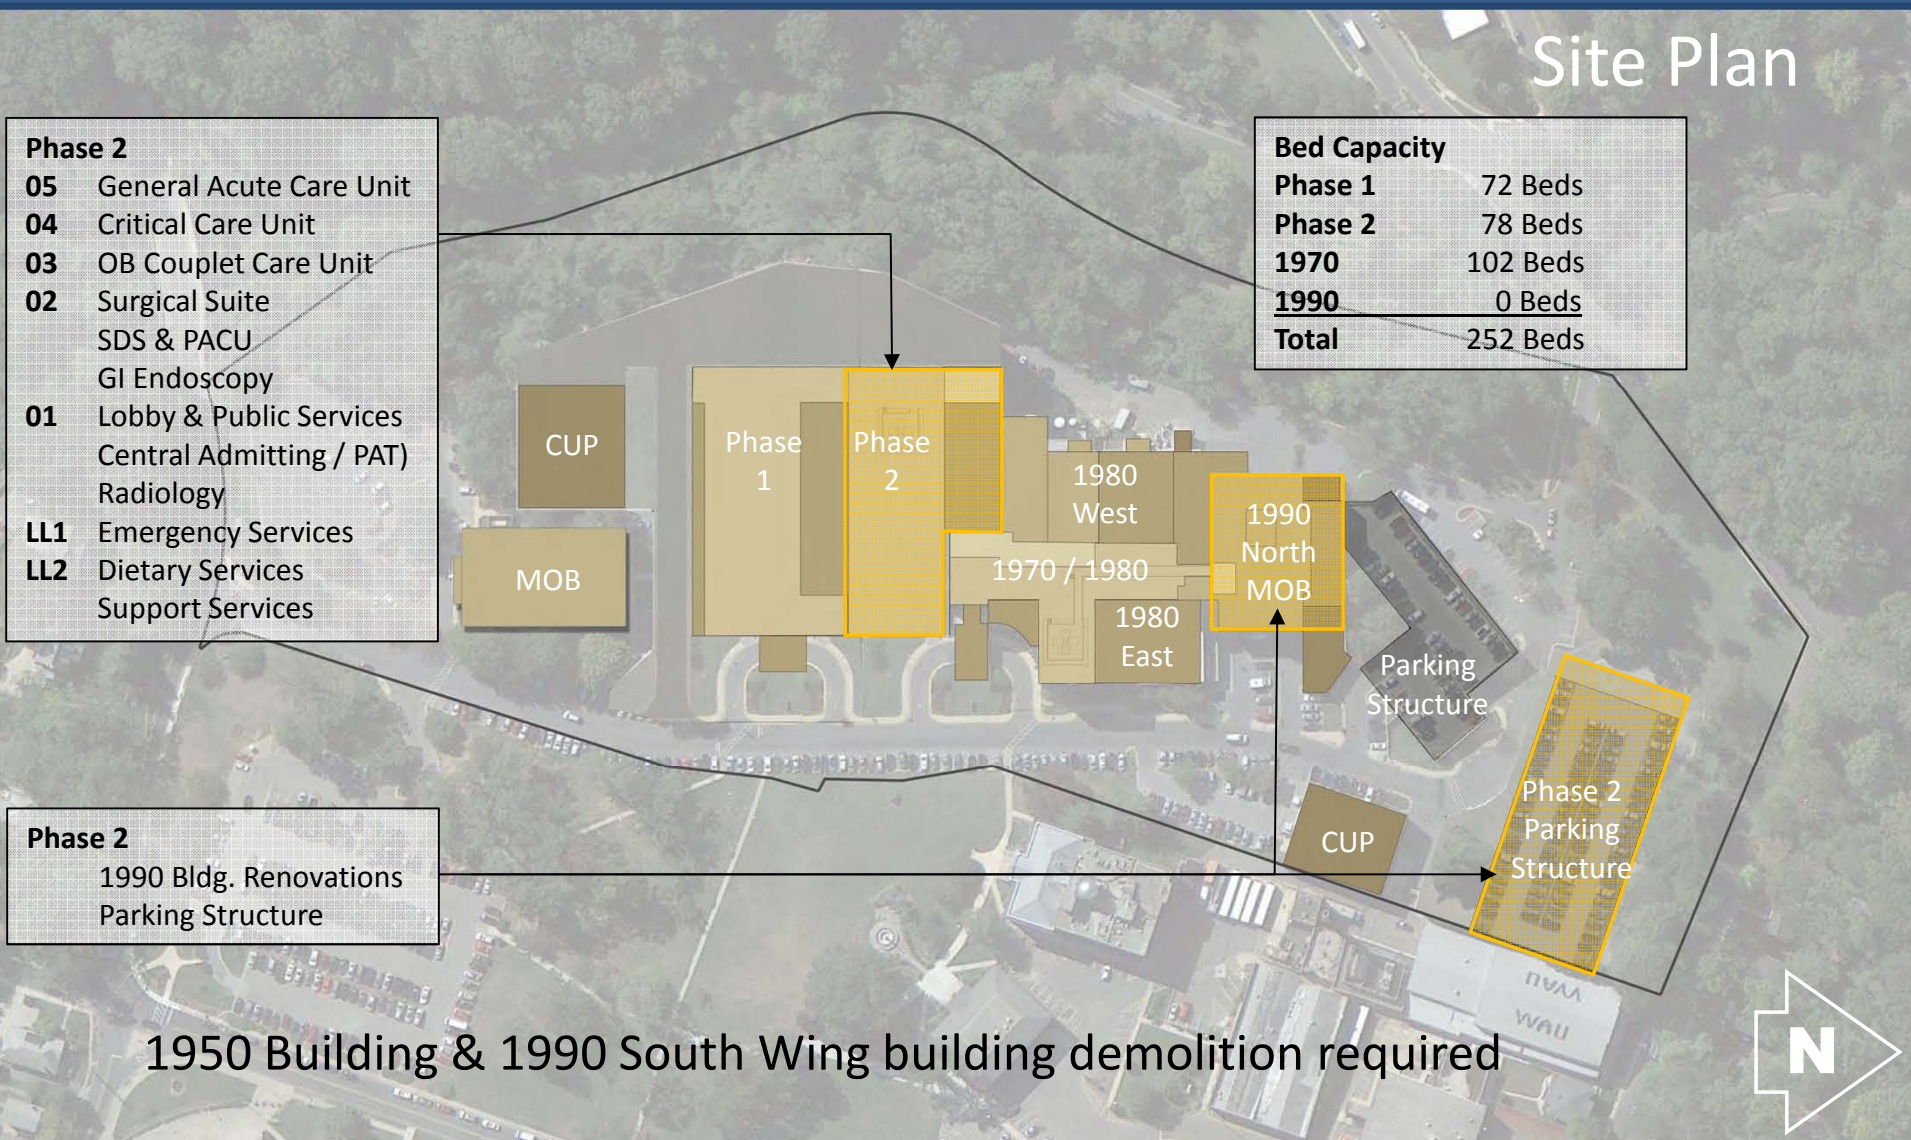 Site Plan
Phase 2
05 General Acute Care Unit
04 Critical Care Unit
03 OB Couplet Care Unit
02 Surgical Suite
SDS & PACU
GI Endoscopy
01 Lobby & Public Services
Central Admitting / PAT)
Radiology
LL1 Emergency Services
LL2 Dietary Services
Support Services
Bed Capacity
Phase 1 72 Beds
Phase 2 78 Beds
1970 102 Beds
1990 0 Beds
Total 252 Beds
CUP
MOB
Phase
1
Phase
2
1980
West
1970 / 1980
1980
East
1990
North
MOB
Parking
Structure
Phase 2
Parking
Structure
CUP
Phase 2
1990 Bldg. Renovations
Parking Structure
1950 Building & 1990 South Wing building demolition required
N